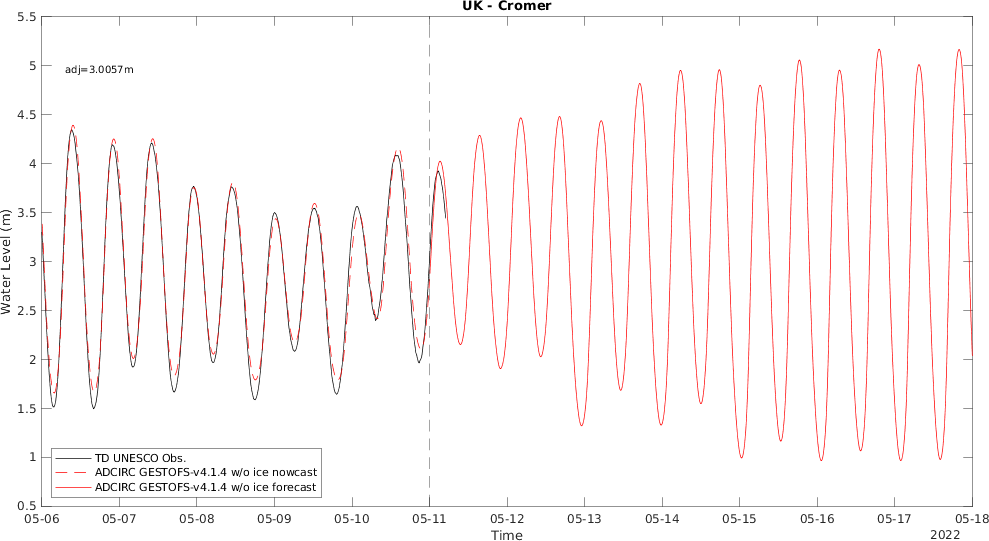 UK - Cromer
5.5
5
4.5
4
3.5
3
2.5
2
1.5
1
0.5
Water Level (m)
adj=3.0057m
TD UNESCO Obs.
ADCIRC GESTOFS-v4.1.4 w/o ice nowcast
ADCIRC GESTOFS-v4.1.4 w/o ice forecast
05-06 05-07 05-08 05-09 05-10 05-11 05-12 05-13 05-14 05-15 05-16 05-17 05-18
Time
2022